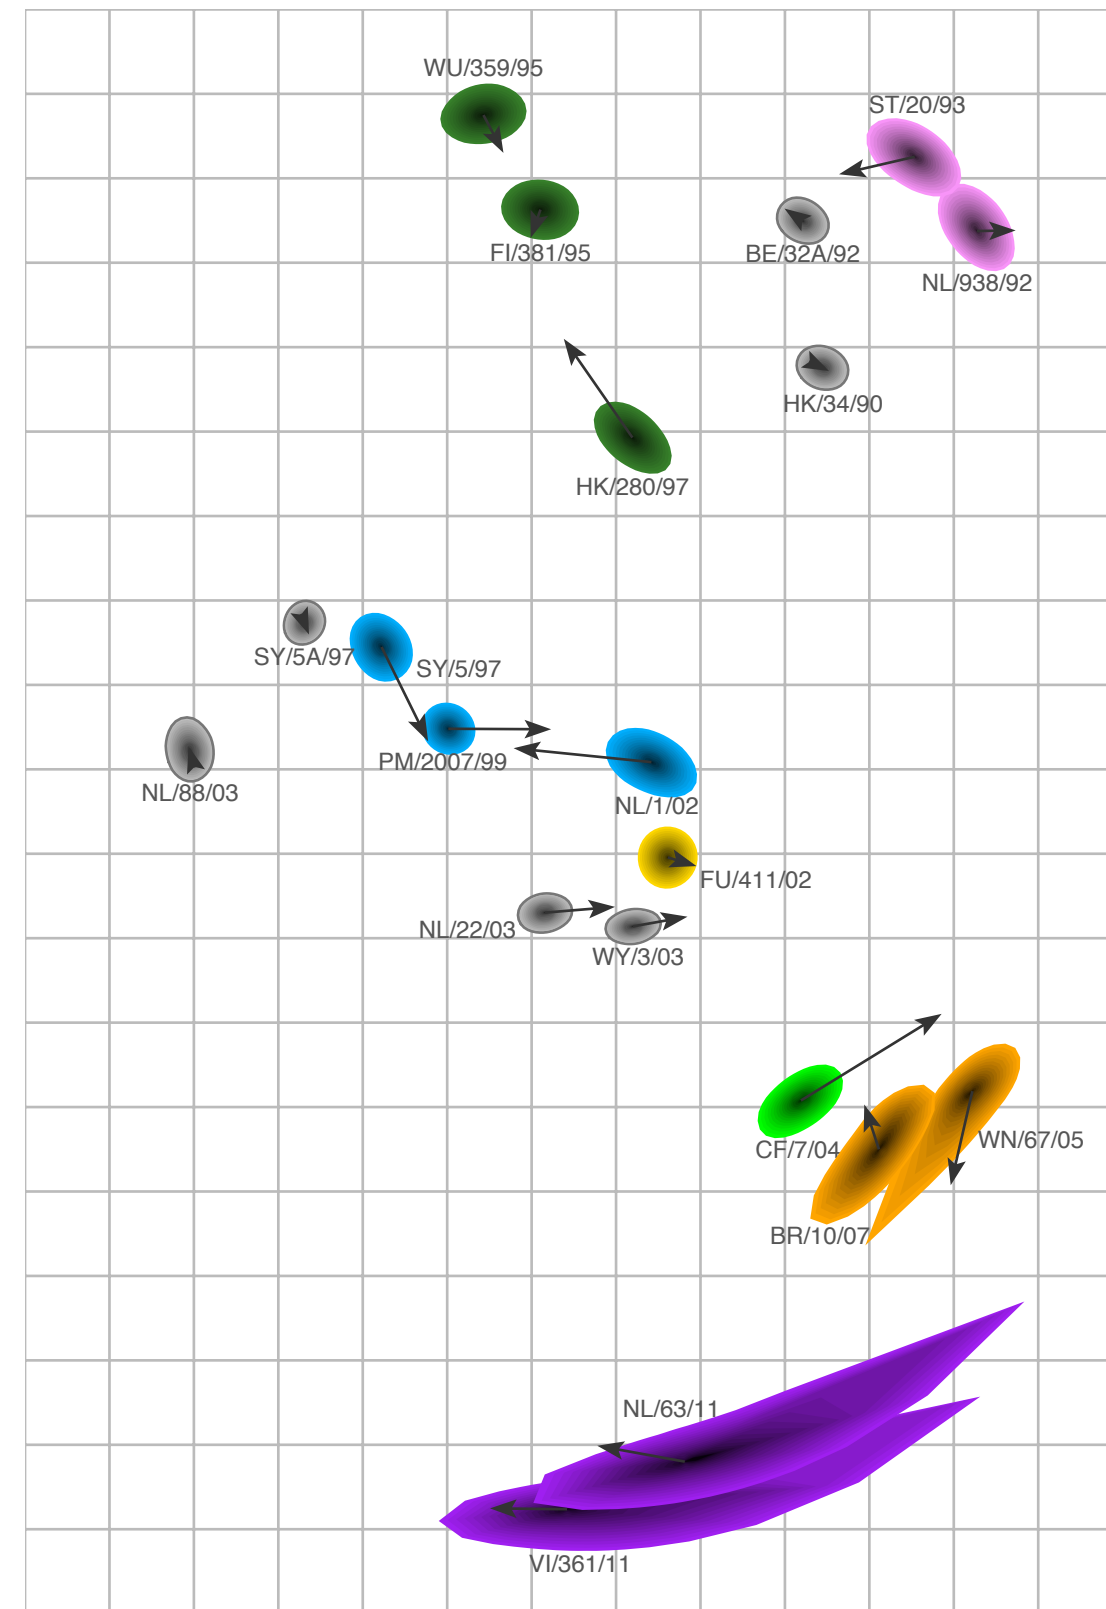 WU/359/95
ST/20/93
FI/381/95
BE/32A/92
NL/938/92
HK/34/90
HK/280/97
SY/5A/97
SY/5/97
PM/2007/99
NL/88/03
NL/1/02
FU/411/02
NL/22/03
WY/3/03
CF/7/04
WN/67/05
BR/10/07
NL/63/11
VI/361/11